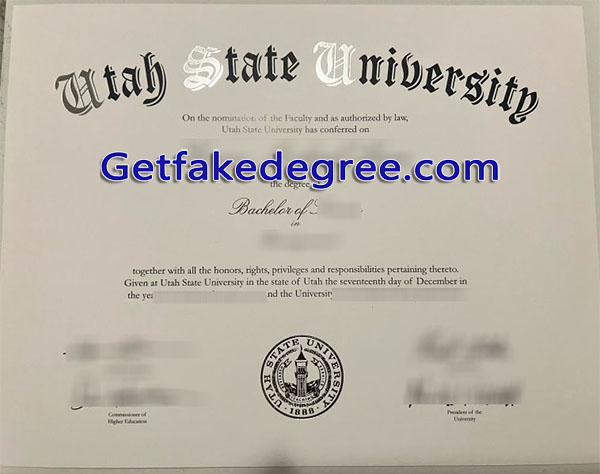 Utah State University
On the nomination of the Faculty and as authorized by law,
Utah State University has conferred on
Getfakedegree.com
the degree
Bachelor of
in
together with all the honors, rights, privileges and responsibilities pertaining thereto.
Given at Utah State University in the state of Utah the seventeenth day of December in
the and the University
UTAH STATE UNIVERSITY
1888
Commissioner of
Higher Education
President of the
University